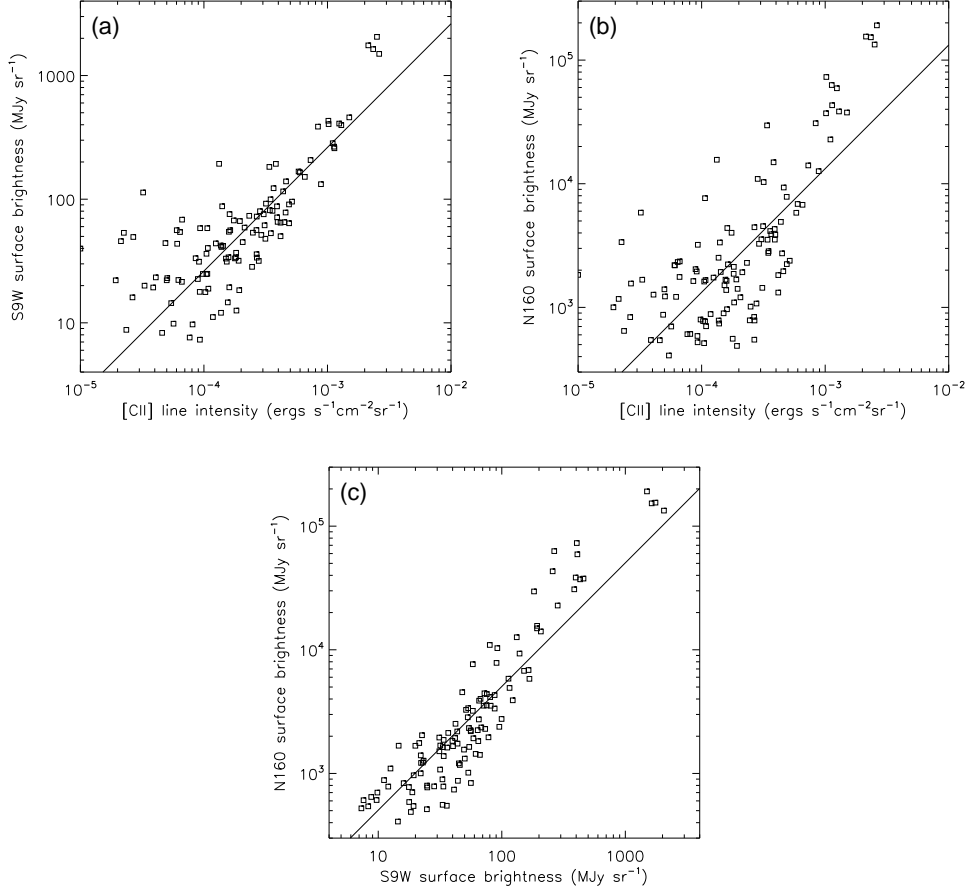 (a)
S9W surface brightness (MJy sr⁻¹)
1000
100
10
10⁻⁵ 10⁻⁴ 10⁻³ 10⁻²
[CII] line intensity (ergs s⁻¹cm⁻²sr⁻¹)
(b)
N160 surface brightness (MJy sr⁻¹)
10⁵
10⁴
10³
10⁻⁵ 10⁻⁴ 10⁻³ 10⁻²
[CII] line intensity (ergs s⁻¹cm⁻²sr⁻¹)
(c)
N160 surface brightness (MJy sr⁻¹)
10⁵
10⁴
10³
10 100 1000
S9W surface brightness (MJy sr⁻¹)